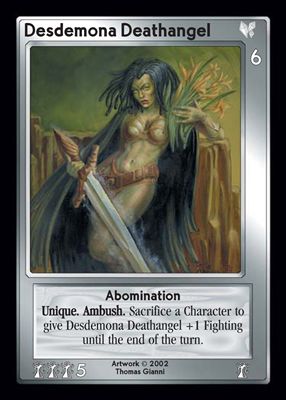 Desdemona Deathangel
6
Abomination
Unique. Ambush. Sacrifice a Character to
give Desdemona Deathangel +1 Fighting
until the end of the turn.
5
Artwork © 2002
Thomas Gianni